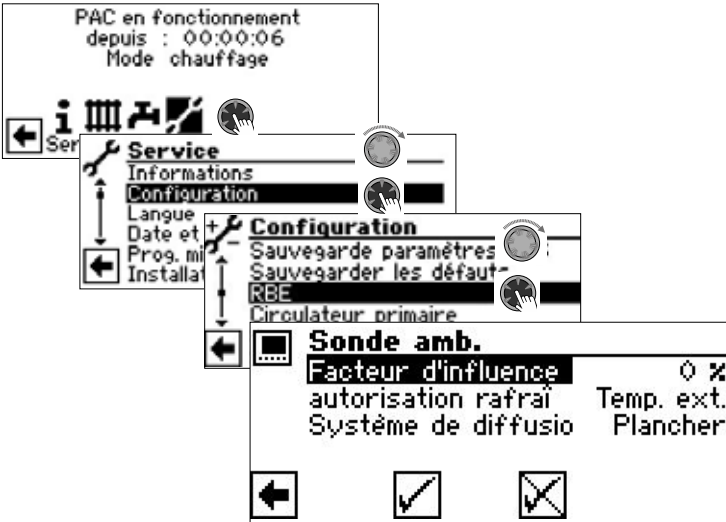 PAC en fonctionnement
depuis : 00:00:06
Mode chauffage
Ser
Service
Informations
Configuration
Langue
Date et
Prog. mi
Installat
Configuration
Sauvegarde paramètres
Sauvegarder les défauts
RBE
Circulateur primaire
Sonde amb.
Facteur d'influence 0 %
autorisation rafraî Temp. ext.
Système de diffusio Plancher